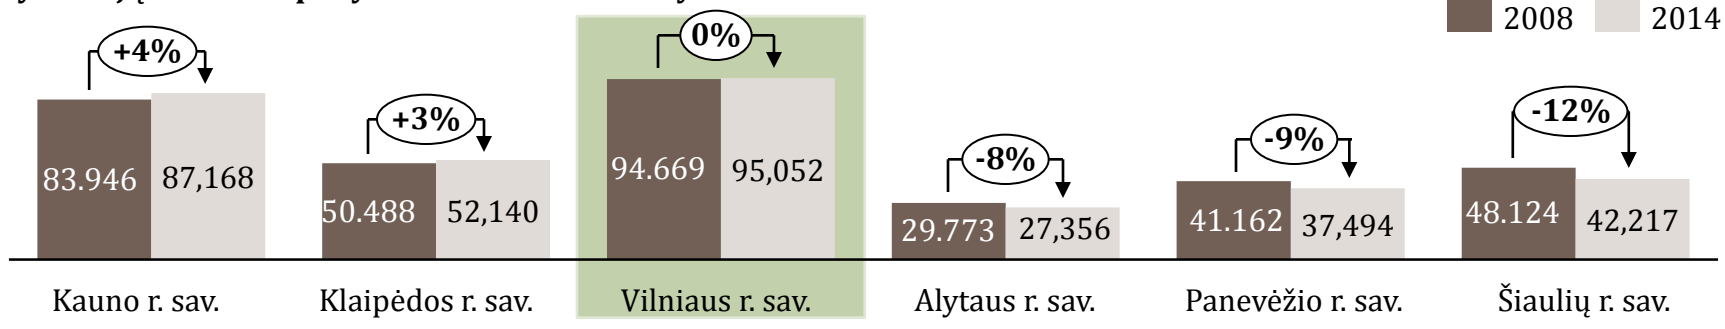 2008 2014
+4% +3% 0% -8% -9% -12%
83.946 87,168 50.488 52,140 94.669 95,052 29.773 27,356 41.162 37,494 48.124 42,217
Kauno r. sav. Klaipėdos r. sav. Vilniaus r. sav. Alytaus r. sav. Panevėžio r. sav. Šiaulių r. sav.